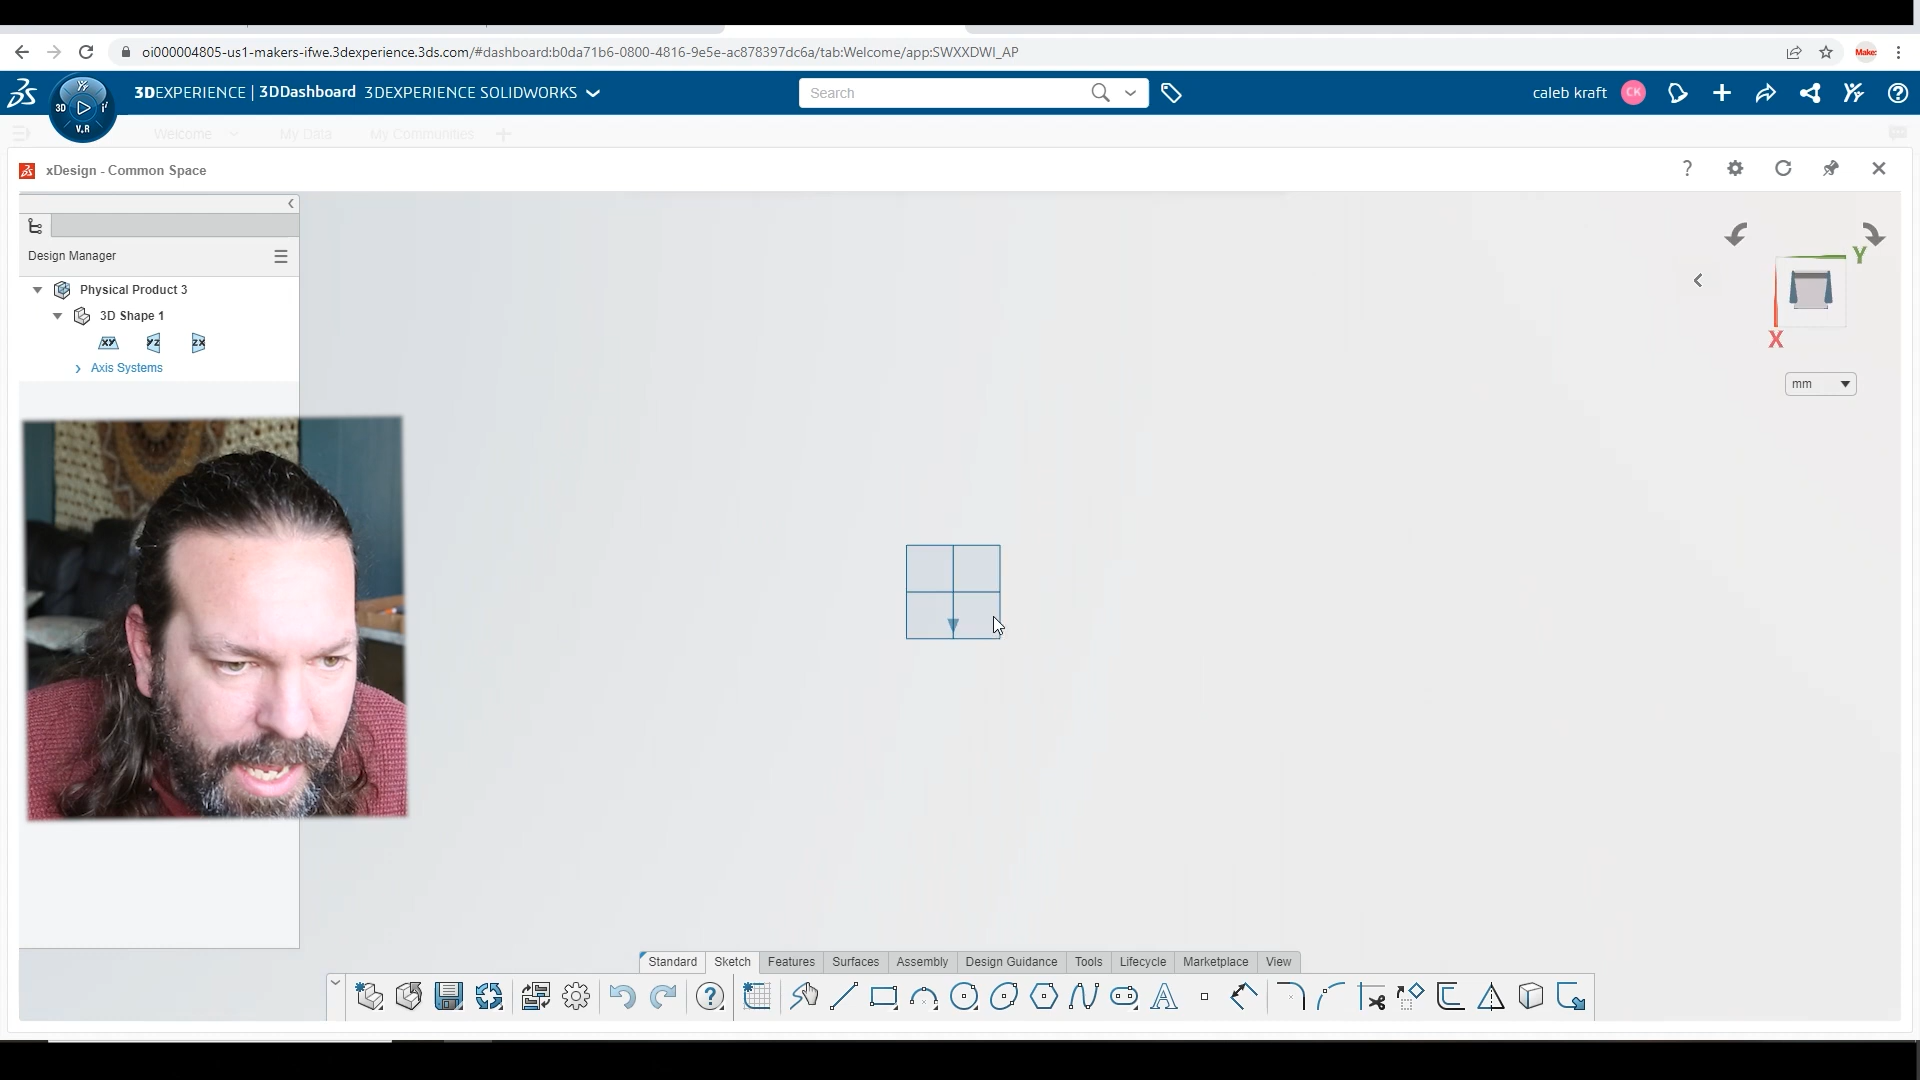 oi000004805-us1-makers-ifwe.3dexperience.3ds.com/#dashboard:b0da71b6-0800-4816-9e5e-ac878397dc6a/tab:Welcome/app:SWXXDWI_AP
Make:
3D
V.R
3DEXPERIENCE | 3DDashboard 3DEXPERIENCE SOLIDWORKS
Search
caleb kraft
CK
Welcome
My Data
My Communities
xDesign - Common Space
Design Manager
Physical Product 3
3D Shape 1
XY
YZ
ZX
Axis Systems
Y
X
mm
Standard
Sketch
Features
Surfaces
Assembly
Design Guidance
Tools
Lifecycle
Marketplace
View